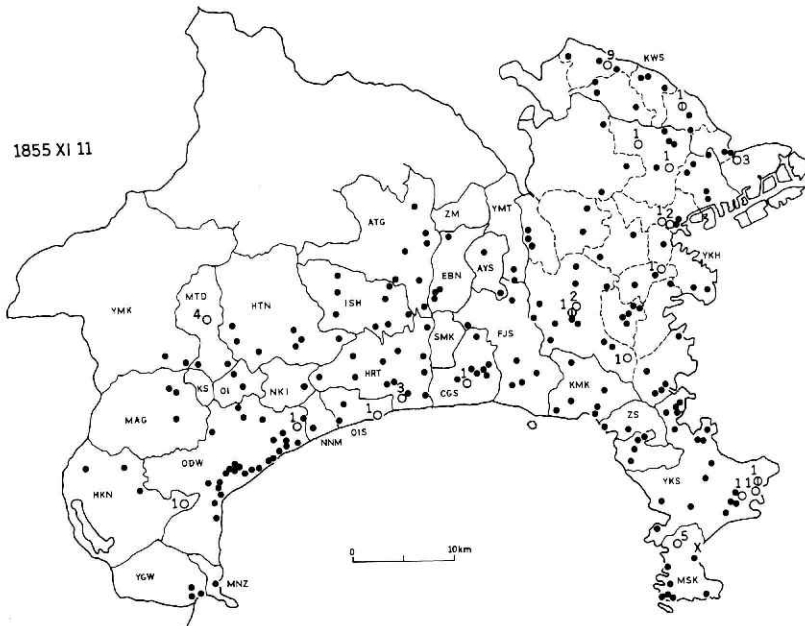 9
KWS
1
1
1855 XI 11
1
3
ATG
ZM
YMT
1 2
EBN
AYS
YKH
1
YMK
MTD
HTN
ISH
4
2
1
SMK
FJS
1
KS
OI
NKI
HRT
1
CGS
KMK
MAG
3
1
1
OIS
ZS
NNM
ODW
HKN
YKS
1
1
1 1
5
X
0
10km
YGW
MNZ
MSK